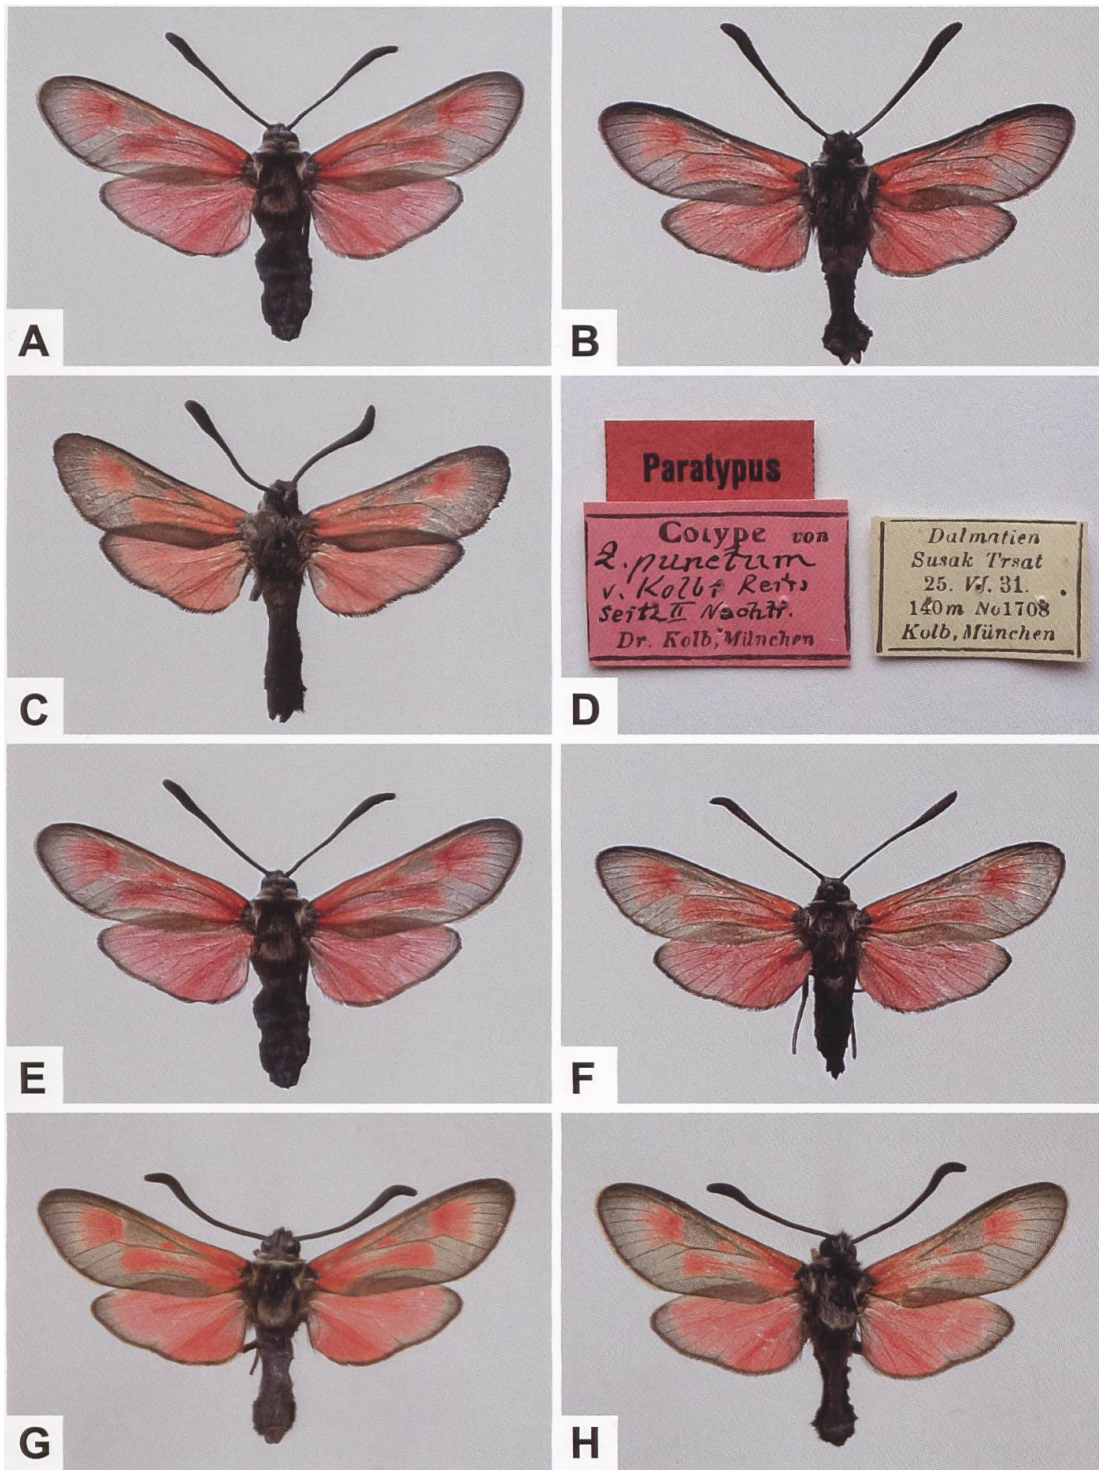 A
B
C
Paratypus
Cotype von
Z. punctum
v. Kolbi Reiss
Seitz II Nachtr.
Dr. Kolb, München
Dalmatien
Susak Trsat
25. VI. 31.
140m No1708
Kolb, München
D
E
F
G
H